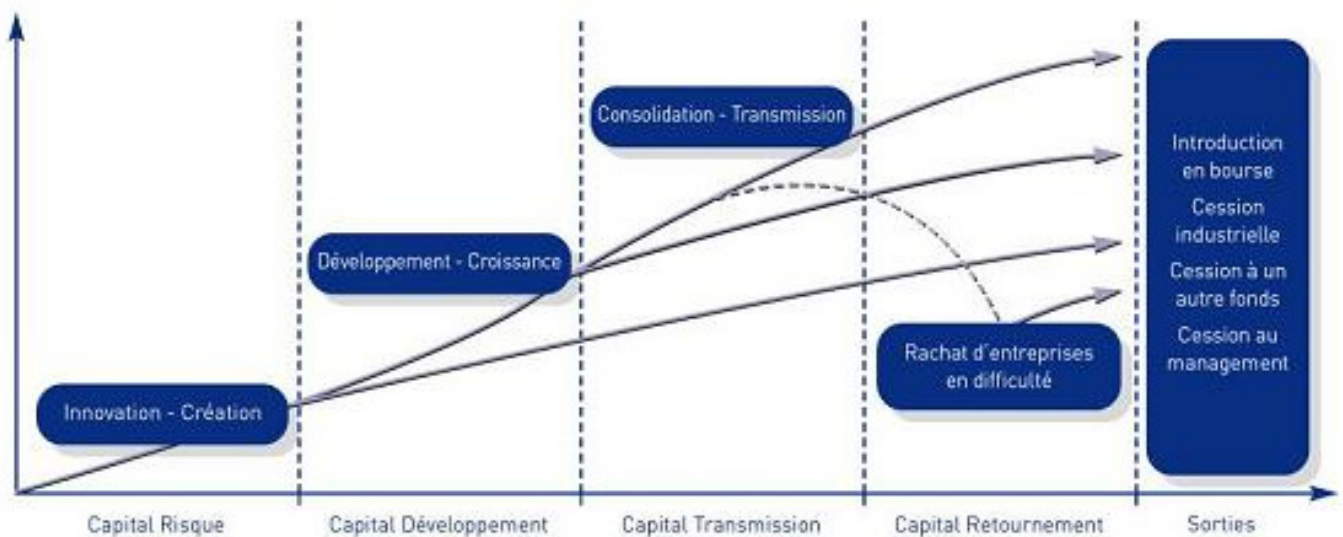 Consolidation - Transmission
Développement - Croissance
Innovation - Création
Rachat d'entreprises
en difficulté
Introduction
en bourse
Cession
industrielle
Cession à un
autre fonds
Cession au
management
Capital Risque
Capital Développement
Capital Transmission
Capital Retournement
Sorties